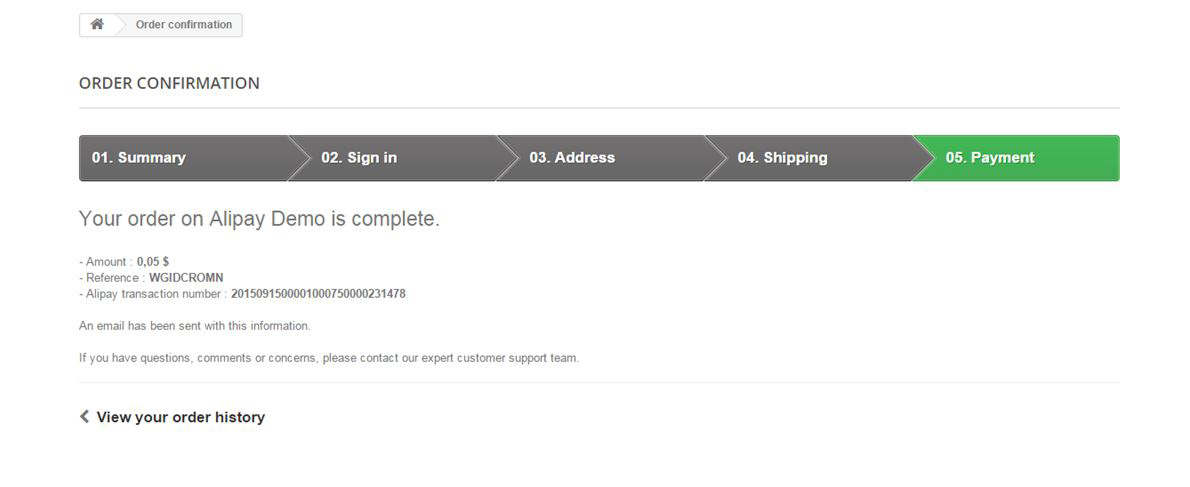 Order confirmation
ORDER CONFIRMATION
01. Summary
02. Sign in
03. Address
04. Shipping
05. Payment
Your order on Alipay Demo is complete.
- Amount : 0,05 $
- Reference : WGIDCROMN
- Alipay transaction number : 2015091500001000750000231478
An email has been sent with this information.
If you have questions, comments or concerns, please contact our expert customer support team.
View your order history